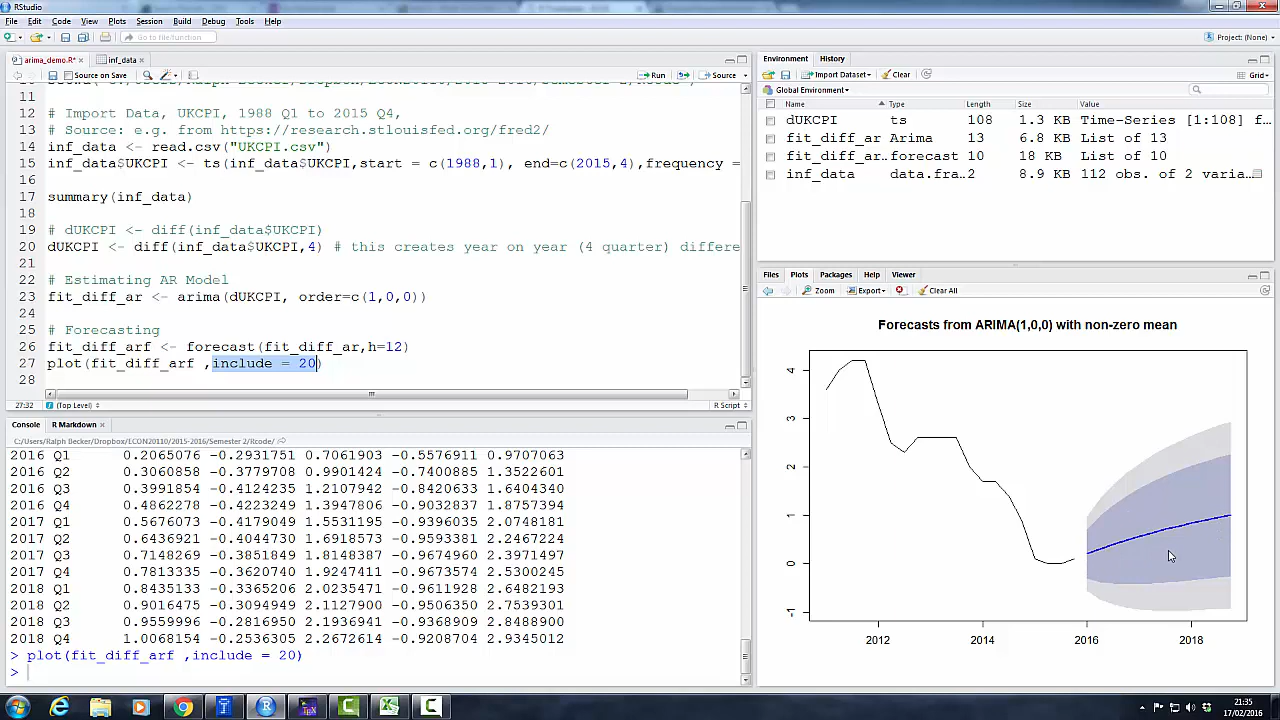 RStudio
File Edit Code View Plots Session Build Debug Tools Help
Go to file/function
Project: (None)
arima_demo.R*
inf_data
Source on Save
Run
Source
11
12 # Import Data, UKCPI, 1988 Q1 to 2015 Q4,
13 # Source: e.g. from https://research.stlouisfed.org/fred2/
14 inf_data <- read.csv("UKCPI.csv")
15 inf_data$UKCPI <- ts(inf_data$UKCPI,start = c(1988,1), end=c(2015,4),frequency =
16
17 summary(inf_data)
18
19 # dUKCPI <- diff(inf_data$UKCPI)
20 dUKCPI <- diff(inf_data$UKCPI,4) # this creates year on year (4 quarter) differe
21
22 # Estimating AR Model
23 fit_diff_ar <- arima(dUKCPI, order=c(1,0,0))
24
25 # Forecasting
26 fit_diff_arf <- forecast(fit_diff_ar,h=12)
27 plot(fit_diff_arf ,include = 20)
28
27:32 (Top Level) R Script
Console R Markdown
C:/Users/Ralph Becker/Dropbox/ECON20110/2015-2016/Semester 2/Rcode/
2016 Q1 0.2065076 -0.2931751 0.7061903 -0.5576911 0.9707063
2016 Q2 0.3060858 -0.3779708 0.9901424 -0.7400885 1.3522601
2016 Q3 0.3991854 -0.4124235 1.2107942 -0.8420633 1.6404340
2016 Q4 0.4862278 -0.4223249 1.3947806 -0.9032837 1.8757394
2017 Q1 0.5676073 -0.4179049 1.5531195 -0.9396035 2.0748181
2017 Q2 0.6436921 -0.4044730 1.6918572 -0.9593381 2.2467224
2017 Q3 0.7148269 -0.3851849 1.8148387 -0.9674960 2.3971497
2017 Q4 0.7813335 -0.3620740 1.9247411 -0.9673574 2.5300245
2018 Q1 0.8435133 -0.3365206 2.0235471 -0.9611928 2.6482193
2018 Q2 0.9016475 -0.3094949 2.1127900 -0.9506350 2.7539301
2018 Q3 0.9559996 -0.2816950 2.1936941 -0.9368908 2.8488900
2018 Q4 1.0068154 -0.2536305 2.2672614 -0.9208704 2.9345012
> plot(fit_diff_arf ,include = 20)
>
Environment History
Import Dataset Clear Grid
Global Environment
Name Type Length Size Value
dUKCPI ts 108 1.3 KB Time-Series [1:108] f…
fit_diff_ar Arima 13 6.8 KB List of 13
fit_diff_ar… forecast 10 18 KB List of 10
inf_data data.fra… 2 8.9 KB 112 obs. of 2 varia…
Files Plots Packages Help Viewer
Zoom Export Clear All
Forecasts from ARIMA(1,0,0) with non-zero mean
4
3
2
1
0
-1
2012 2014 2016 2018
21:35
17/02/2016